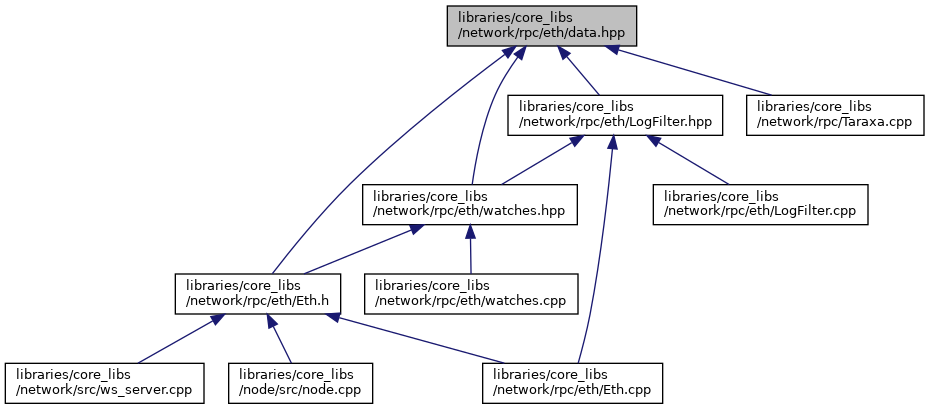 libraries/core_libs
/network/rpc/eth/data.hpp
libraries/core_libs
/network/rpc/eth/LogFilter.hpp
libraries/core_libs
/network/rpc/Taraxa.cpp
libraries/core_libs
/network/rpc/eth/watches.hpp
libraries/core_libs
/network/rpc/eth/LogFilter.cpp
libraries/core_libs
/network/rpc/eth/Eth.h
libraries/core_libs
/network/rpc/eth/watches.cpp
libraries/core_libs
/network/src/ws_server.cpp
libraries/core_libs
/node/src/node.cpp
libraries/core_libs
/network/rpc/eth/Eth.cpp